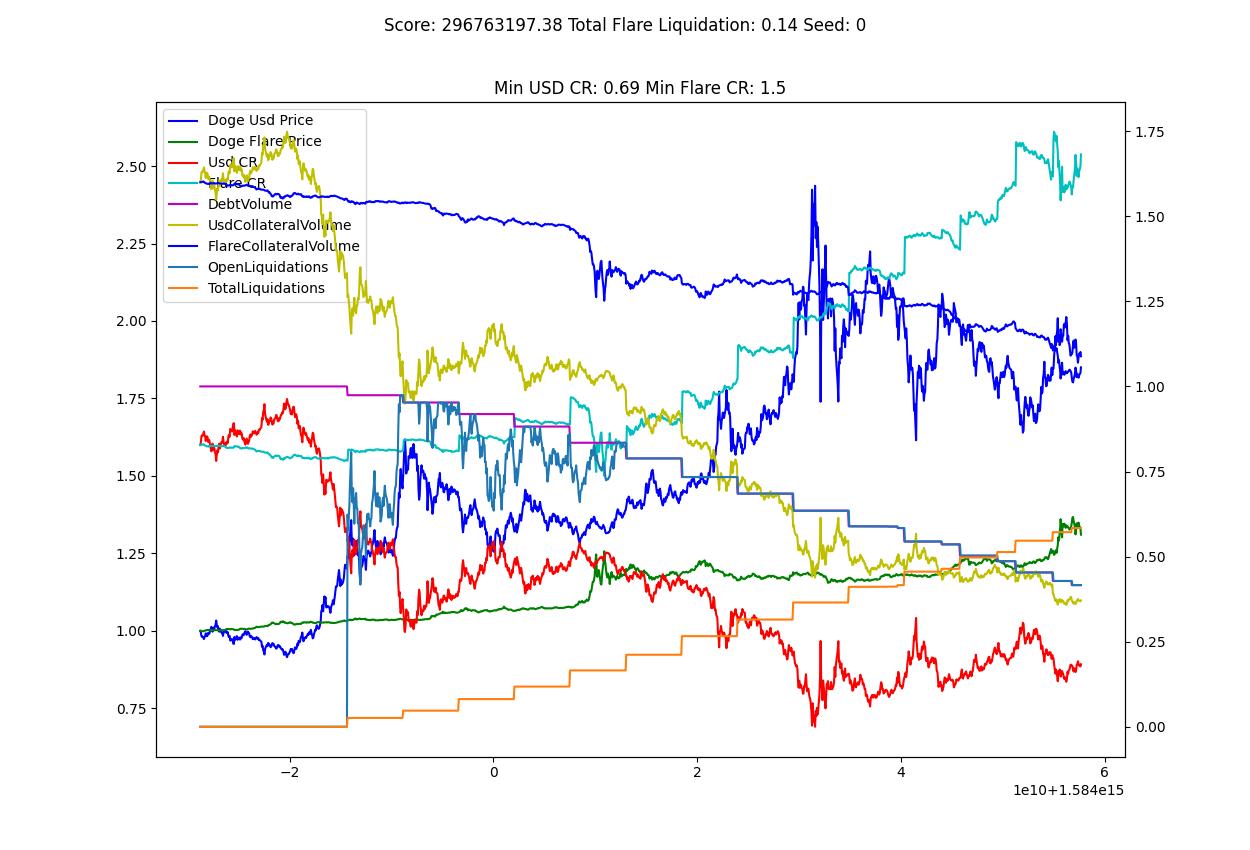 Score: 296763197.38 Total Flare Liquidation: 0.14 Seed: 0
Min USD CR: 0.69 Min Flare CR: 1.5
Doge Usd Price
Doge Flare Price
Usd CR
Flare CR
DebtVolume
UsdCollateralVolume
FlareCollateralVolume
OpenLiquidations
TotalLiquidations
2.50
2.25
2.00
1.75
1.50
1.25
1.00
0.75
1.75
1.50
1.25
1.00
0.75
0.50
0.25
0.00
−2 0 2 4 6
1e10+1.584e15